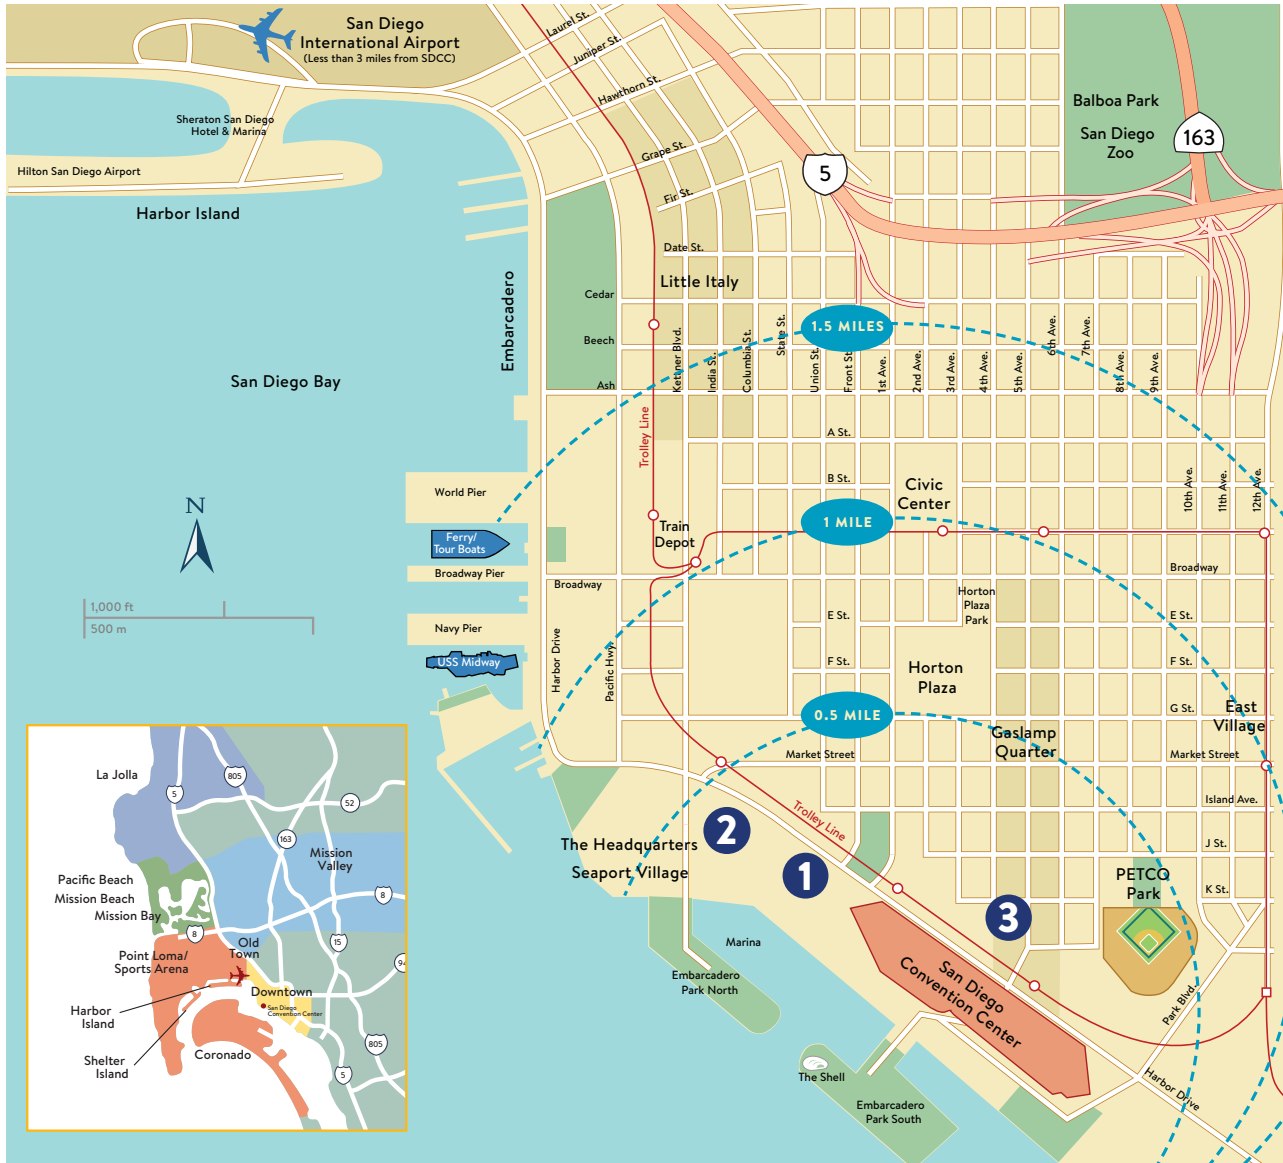 San Diego
International Airport
(Less than 3 miles from SDCC)
Laurel St.
Juniper St.
Hawthorn St.
Grape St.
Fir St.
Date St.
Sheraton San Diego
Hotel & Marina
Hilton San Diego Airport
Harbor Island
Balboa Park
San Diego
Zoo
163
5
Little Italy
Embarcadero
Cedar
Beech
Ash
San Diego Bay
1.5 MILES
Kettner Blvd.
India St.
Columbia St.
State St.
Union St.
Front St.
1st Ave.
2nd Ave.
3rd Ave.
4th Ave.
5th Ave.
6th Ave.
7th Ave.
8th Ave.
9th Ave.
10th Ave.
11th Ave.
12th Ave.
Trolley Line
A St.
B St.
Civic
Center
World Pier
N
Ferry/
Tour Boats
Broadway Pier
Train
Depot
1 MILE
Broadway
Broadway
1,000 ft
500 m
Navy Pier
USS Midway
Harbor Drive
Pacific Hwy.
Horton
Plaza
Park
E St.
E St.
F St.
F St.
Horton
Plaza
0.5 MILE
G St.
East
Village
Gaslamp
Quarter
Market Street
Market Street
Island Ave.
J St.
K St.
Trolley Line
The Headquarters
Seaport Village
2
1
3
PETCO
Park
Marina
Embarcadero
Park North
San Diego
Convention Center
Park Blvd.
Harbor Drive
The Shell
Embarcadero
Park South
La Jolla
805
5
52
163
Mission
Valley
Pacific Beach
Mission Beach
Mission Bay
8
8
15
94
Old
Town
Point Loma/
Sports Arena
Downtown
San Diego
Convention Center
Harbor
Island
Shelter
Island
Coronado
805
5